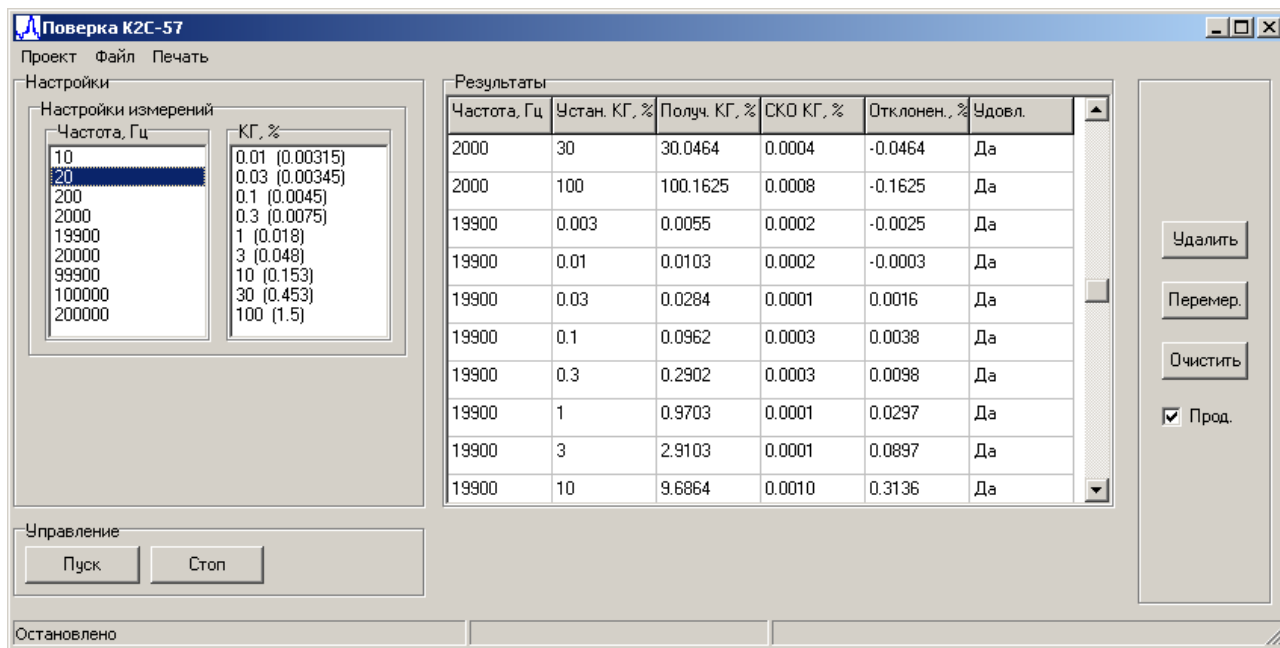 Поверка К2С-57
Проект Файл Печать
Настройки
Настройки измерений
Частота, Гц
10
20
200
2000
19900
20000
99900
100000
200000
КГ, %
0.01 (0.00315)
0.03 (0.00345)
0.1 (0.0045)
0.3 (0.0075)
1 (0.018)
3 (0.048)
10 (0.153)
30 (0.453)
100 (1.5)
Управление
Пуск Стоп
Результаты
Частота, Гц Устан. КГ, % Получ. КГ, % СКО КГ, % Отклонен., % Удовл.
2000 30 30.0464 0.0004 -0.0464 Да
2000 100 100.1625 0.0008 -0.1625 Да
19900 0.003 0.0055 0.0002 -0.0025 Да
19900 0.01 0.0103 0.0002 -0.0003 Да
19900 0.03 0.0284 0.0001 0.0016 Да
19900 0.1 0.0962 0.0003 0.0038 Да
19900 0.3 0.2902 0.0003 0.0098 Да
19900 1 0.9703 0.0001 0.0297 Да
19900 3 2.9103 0.0001 0.0897 Да
19900 10 9.6864 0.0010 0.3136 Да
Удалить
Перемер.
Очистить
Прод.
Остановлено